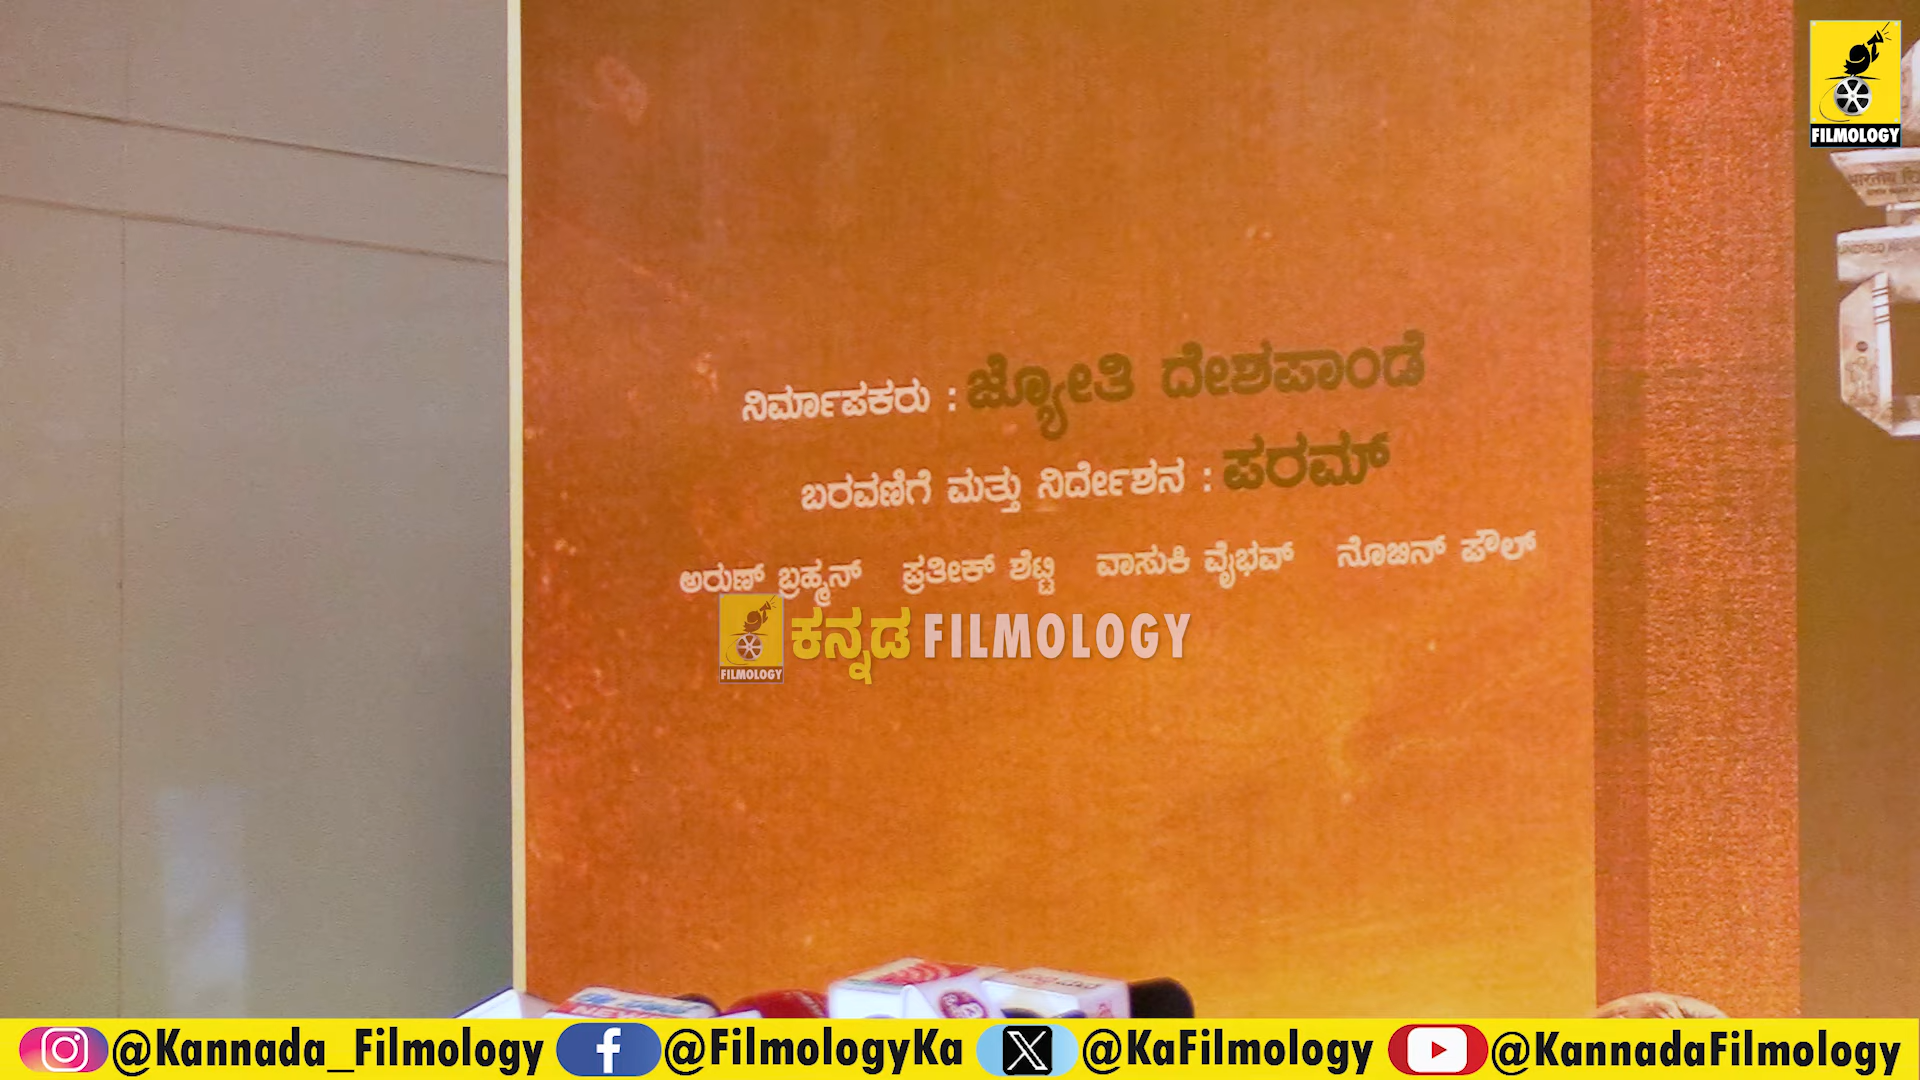 FILMOLOGY
ನಿರ್ಮಾಪಕರು : ಜ್ಯೋತಿ ದೇಶಪಾಂಡೆ
ಬರವಣಿಗೆ ಮತ್ತು ನಿರ್ದೇಶನ : ಪರಮ್
ಅರುಣ್ ಬ್ರಹ್ಮನ್ ಪ್ರತೀಕ್ ಶೆಟ್ಟಿ ವಾಸುಕಿ ವೈಭವ್ ನೊಬಿನ್ ಪೌಲ್
FILMOLOGY ಕನ್ನಡ FILMOLOGY
@Kannada_Filmology @FilmologyKa @KaFilmology @KannadaFilmology